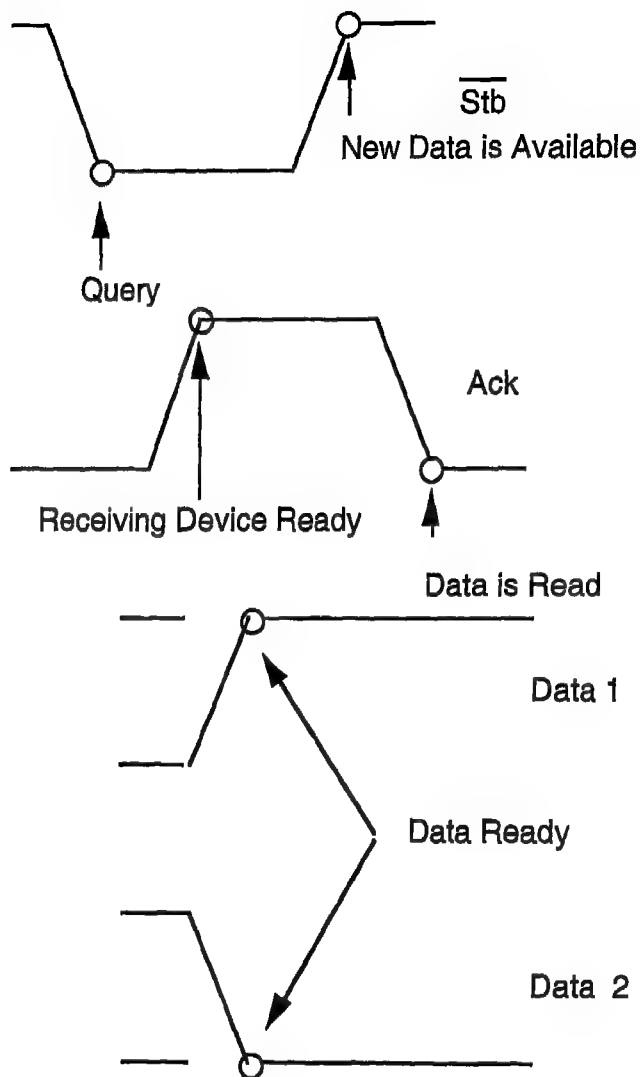 Stb
New Data is Available
Query
Ack
Receiving Device Ready
Data is Read
Data 1
Data Ready
Data 2